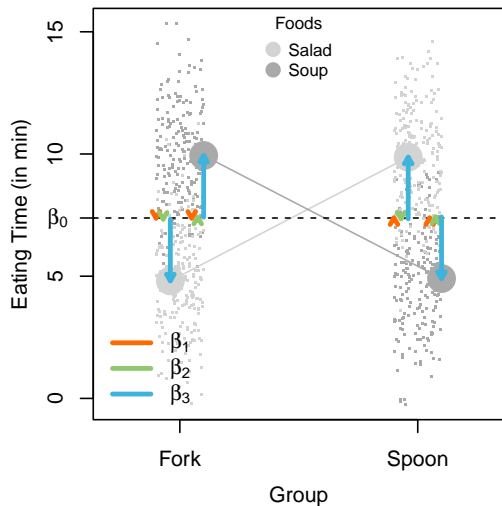 Foods
Salad
Soup
Eating Time (in min)
15
10
β₀
5
0
β₁
β₂
β₃
Fork
Spoon
Group